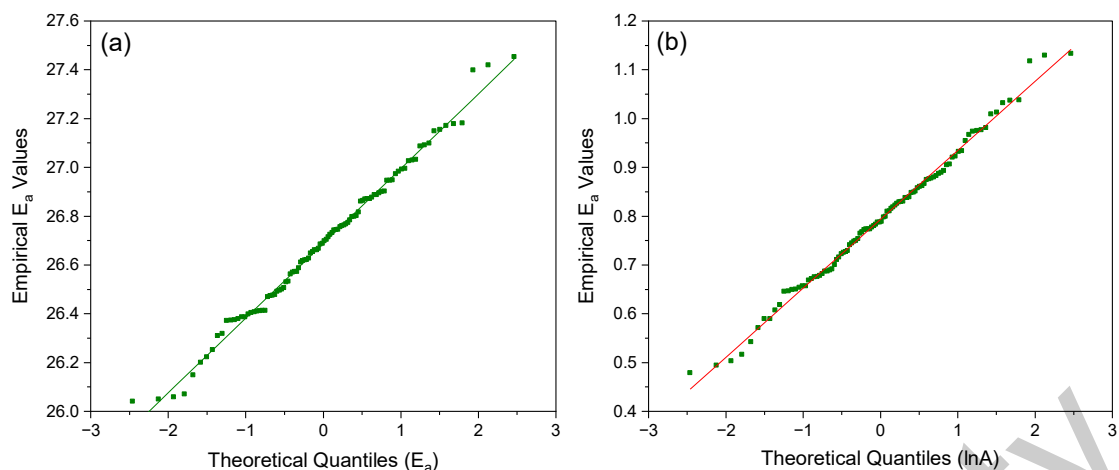 (a)
27.6
27.4
27.2
27.0
26.8
26.6
26.4
26.2
26.0
Empirical Eₐ Values
−3 −2 −1 0 1 2 3
Theoretical Quantiles (Eₐ)
(b)
1.2
1.1
1.0
0.9
0.8
0.7
0.6
0.5
0.4
Empirical Eₐ Values
−3 −2 −1 0 1 2 3
Theoretical Quantiles (lnA)